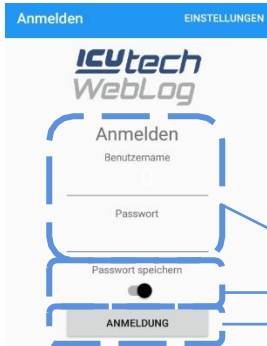 Anmelden
EINSTELLUNGEN
ICUtech
WebLog
Anmelden
Benutzername
Passwort
Passwort speichern
ANMELDUNG